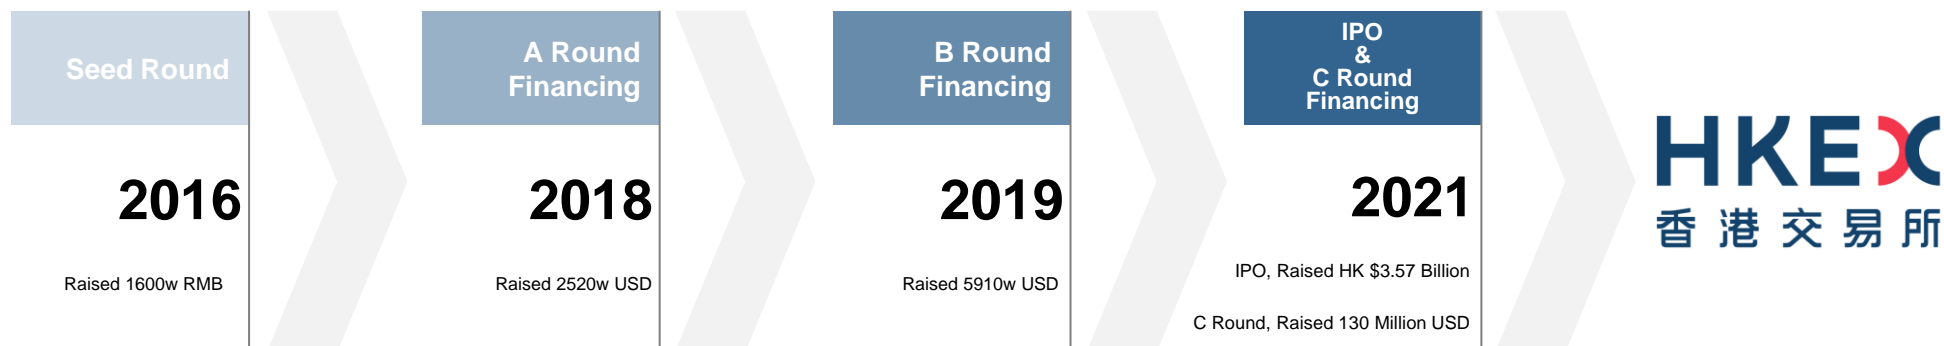 Seed Round
2016
Raised 1600w RMB
A Round
Financing
2018
Raised 2520w USD
B Round
Financing
2019
Raised 5910w USD
IPO
&
C Round
Financing
2021
IPO, Raised HK $3.57 Billion
C Round, Raised 130 Million USD
HKEX
香港交易所